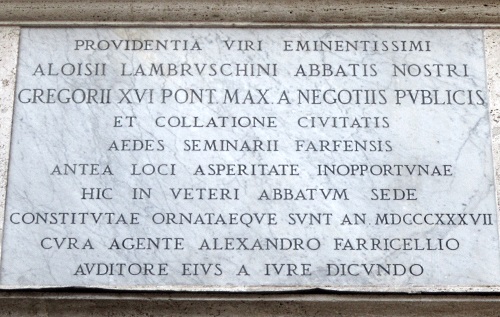 PROVIDENTIA VIRI EMINENTISSIMI
ALOISII LAMBRVSCHINI ABBATIS NOSTRI
GREGORII XVI PONT. MAX. A NEGOTIIS PVBLICIS
ET COLLATIONE CIVITATIS
AEDES SEMINARII FARFENSIS
ANTEA LOCI ASPERITATE INOPPORTVNAE
HIC IN VETERI ABBATVM SEDE
CONSTITVTAE ORNATAEQVE SVNT AN. MDCCCXXXVII
CVRA AGENTE ALEXANDRO FARRICELLIO
AVDITORE EIVS A IVRE DICVNDO